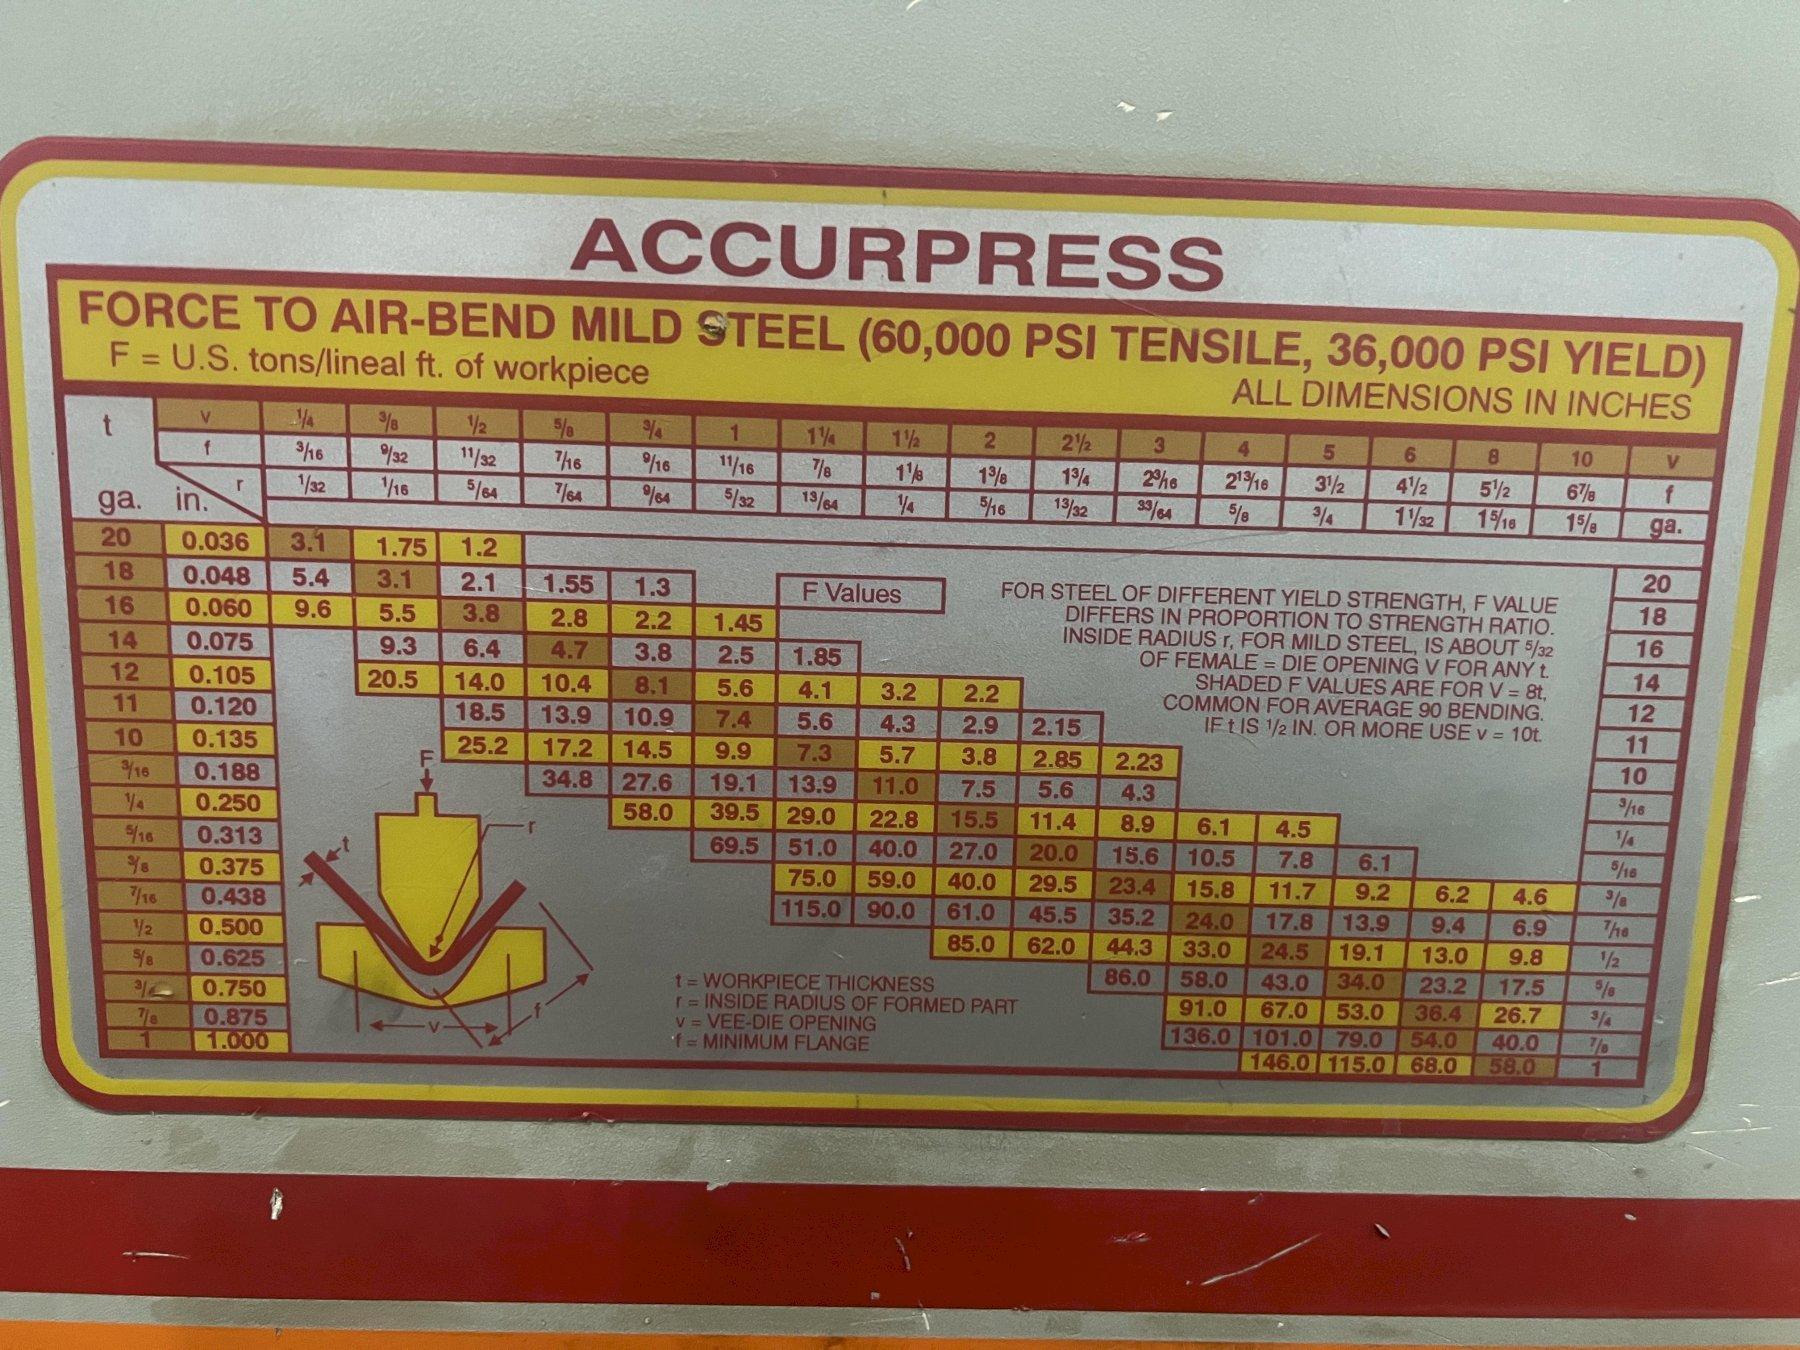 ACCURPRESS
FORCE TO AIR-BEND MILD STEEL (60,000 PSI TENSILE, 36,000 PSI YIELD)
F = U.S. tons/lineal ft. of workpiece
ALL DIMENSIONS IN INCHES
t v 1/4 3/8 1/2 5/8 3/4 1 1 1/4 1 1/2 2 2 1/2 3 4 5 6 8 10 v
f 3/16 9/32 11/32 7/16 9/16 11/16 7/8 1 1/8 1 3/8 1 3/4 2 3/16 2 13/16 3 1/2 4 1/2 5 1/2 6 7/8 f
ga. in. r 1/32 1/16 5/64 7/64 9/64 5/32 13/64 1/4 5/16 13/32 33/64 5/8 3/4 1 1/32 1 5/16 1 5/8 ga.
20 0.036 3.1 1.75 1.2 20
18 0.048 5.4 3.1 2.1 1.55 1.3 18
16 0.060 9.6 5.5 3.8 2.8 2.2 1.45 16
14 0.075 9.3 6.4 4.7 3.8 2.5 1.85 14
12 0.105 20.5 14.0 10.4 8.1 5.6 4.1 3.2 2.2 12
11 0.120 18.5 13.9 10.9 7.4 5.6 4.3 2.9 2.15 11
10 0.135 25.2 17.2 14.5 9.9 7.3 5.7 3.8 2.85 2.23 10
3/16 0.188 34.8 27.6 19.1 13.9 11.0 7.5 5.6 4.3 3/16
1/4 0.250 58.0 39.5 29.0 22.8 15.5 11.4 8.9 6.1 4.5 1/4
5/16 0.313 69.5 51.0 40.0 27.0 20.0 15.6 10.5 7.8 6.1 5/16
3/8 0.375 75.0 59.0 40.0 29.5 23.4 15.8 11.7 9.2 6.2 4.6 3/8
7/16 0.438 115.0 90.0 61.0 45.5 35.2 24.0 17.8 13.9 9.4 6.9 7/16
1/2 0.500 85.0 62.0 44.3 33.0 24.5 19.1 13.0 9.8 1/2
5/8 0.625 86.0 58.0 43.0 34.0 23.2 17.5 5/8
3/4 0.750 91.0 67.0 53.0 36.4 26.7 3/4
7/8 0.875 136.0 101.0 79.0 54.0 40.0 7/8
1 1.000 146.0 115.0 68.0 58.0 1
F Values
FOR STEEL OF DIFFERENT YIELD STRENGTH, F VALUE
DIFFERS IN PROPORTION TO STRENGTH RATIO.
INSIDE RADIUS r, FOR MILD STEEL, IS ABOUT 5/32
OF FEMALE = DIE OPENING V FOR ANY t.
SHADED F VALUES ARE FOR V = 8t,
COMMON FOR AVERAGE 90 BENDING.
IF t IS 1/2 IN. OR MORE USE v = 10t.
F
r
t
v
f
t = WORKPIECE THICKNESS
r = INSIDE RADIUS OF FORMED PART
v = VEE-DIE OPENING
f = MINIMUM FLANGE